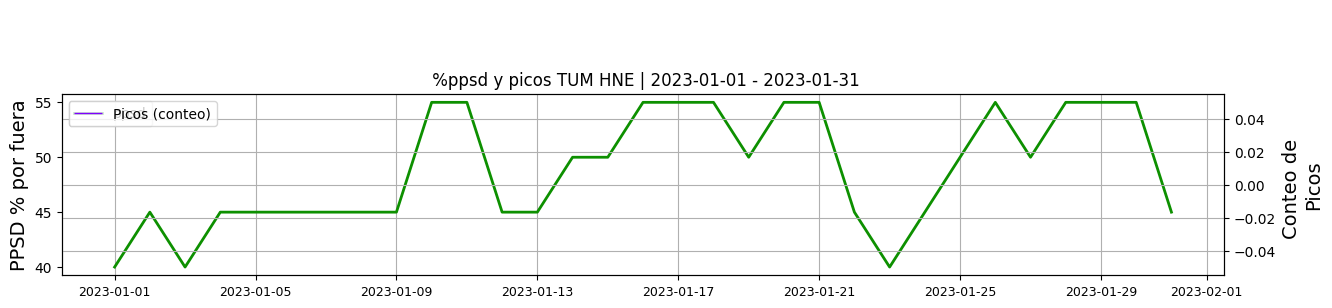 %ppsd y picos TUM HNE | 2023-01-01 - 2023-01-31
Picos (conteo)
PPSD % por fuera
55
50
45
40
0.04
0.02
0.00
−0.02
−0.04
Conteo de
Picos
2023-01-01 2023-01-05 2023-01-09 2023-01-13 2023-01-17 2023-01-21 2023-01-25 2023-01-29 2023-02-01